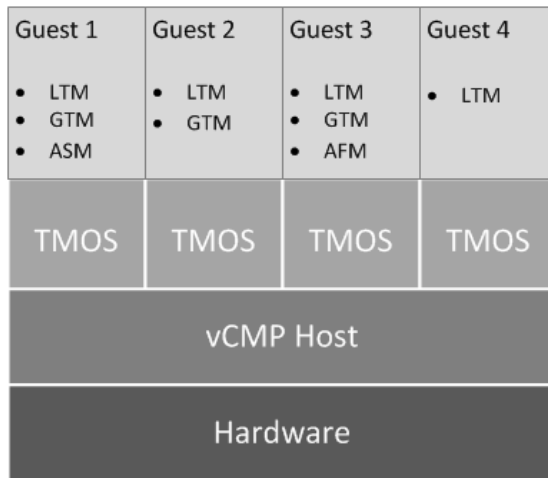 Guest 1
• LTM
• GTM
• ASM
Guest 2
• LTM
• GTM
Guest 3
• LTM
• GTM
• AFM
Guest 4
• LTM
TMOS
TMOS
TMOS
TMOS
vCMP Host
Hardware